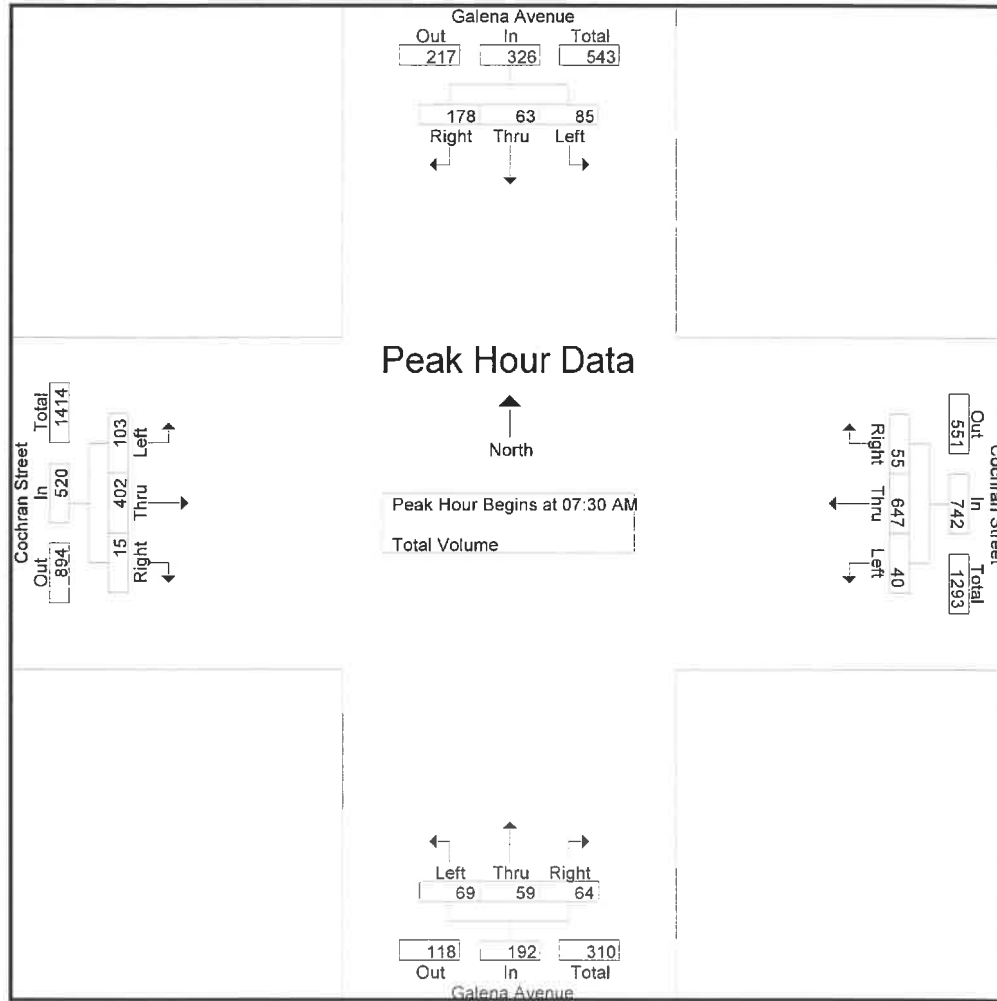 Galena Avenue
Out In Total
217 326 543
178 63 85
Right Thru Left
Peak Hour Data
North
Peak Hour Begins at 07:30 AM
Total Volume
Cochran Street
Total In Out
1414 520 894
103 402 15
Left Thru Right
Right Thru Left
55 647 40
Out In Total
551 742 1293
Cochran Street
Left Thru Right
69 59 64
118 192 310
Out In Total
Galena Avenue